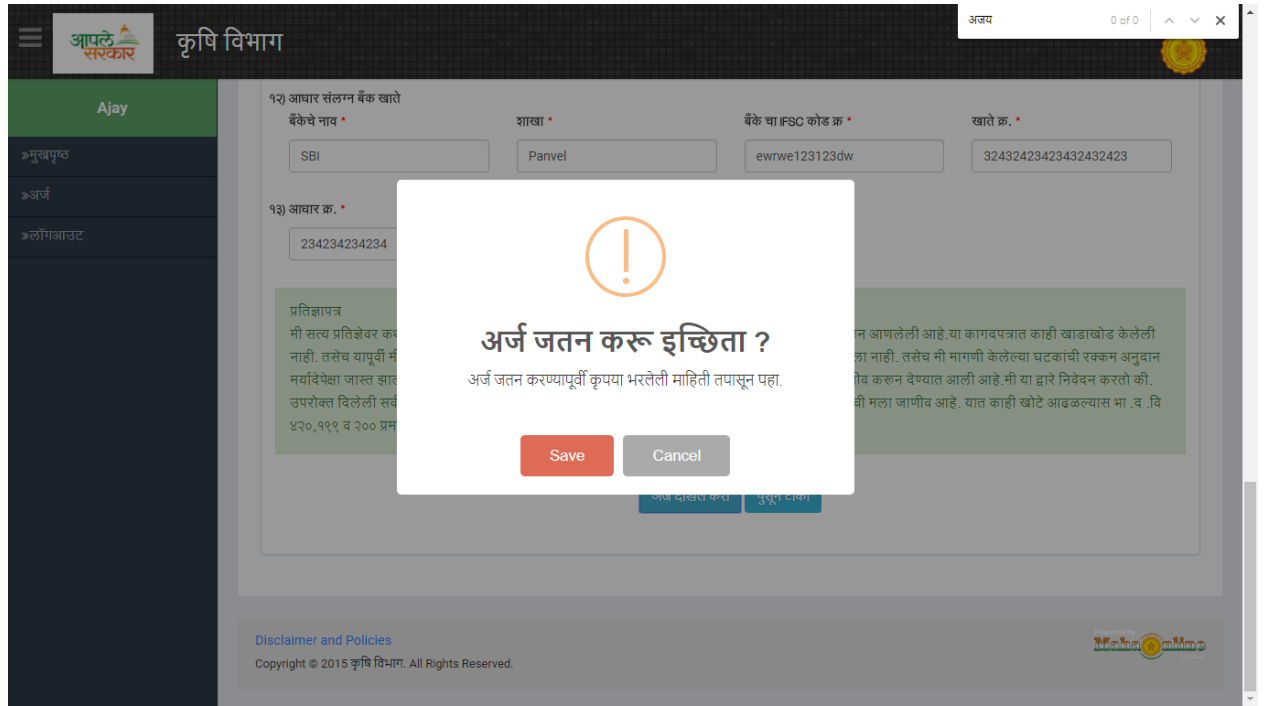 अजय 0 of 0
आपले सरकार
कृषि विभाग
Ajay
»मुखपृष्ठ
»अर्ज
»लॉगआउट
१२) आधार संलग्न बँक खाते
बँकेचे नाव * शाखा * बँके चा IFSC कोड क्र * खाते क्र. *
SBI Panvel ewrwe123123dw 32432423423432432423
१३) आधार क्र. *
234234234234
प्रतिज्ञापत्र
मी सत्य प्रतिज्ञेवर आणलेली आहे.या कागदपत्रात काही खाडाखोड केलेली
नाही. तसेच यापूर्वी नाही. तसेच मी मागणी केलेल्या घटकांची रक्कम अनुदान
मर्यादेपेक्षा जास्त करून देण्यात आली आहे.मी या द्वारे निवेदन करतो की.
उपरोक्त दिलेली मला जाणीव आहे. यात काही खोटे आढळल्यास भा .द .वि
४२०,१९९ व २००
अर्ज जतन करू इच्छिता ?
अर्ज जतन करण्यापूर्वी कृपया भरलेली माहिती तपासून पहा.
Save Cancel
Disclaimer and Policies
Copyright © 2015 कृषि विभाग. All Rights Reserved.
MahaOnline